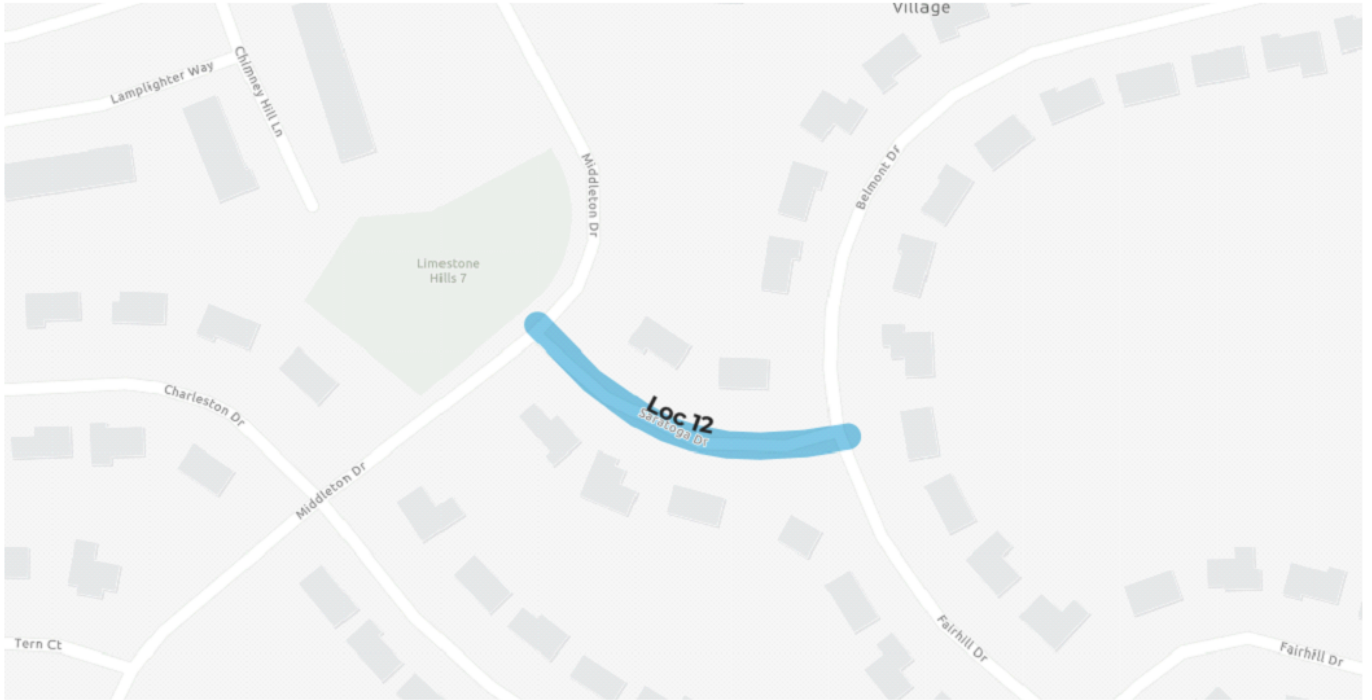 Village
Lamplighter Way
Chimney Hill Ln
Middleton Dr
Belmont Dr
Limestone
Hills 7
Charleston Dr
Loc 12
Saratoga Dr
Middleton Dr
Tern Ct
Fairhill Dr
Fairhill Dr